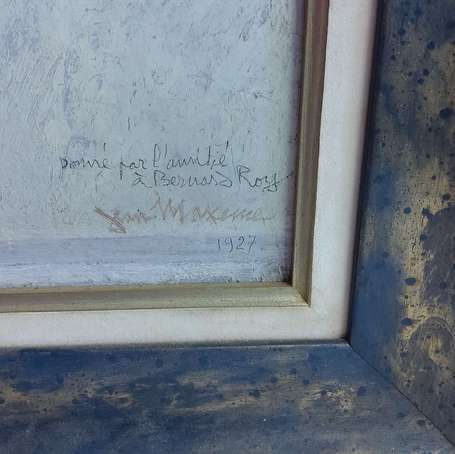 donné par l'amitié
à Bernard Roy
Jean Maxence
1927